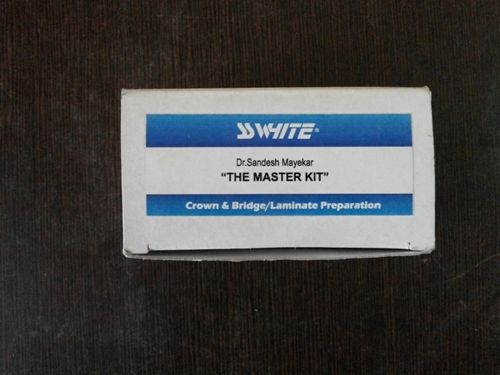 SSWHITE®
Dr.Sandesh Mayekar
"THE MASTER KIT"
Crown & Bridge/Laminate Preparation